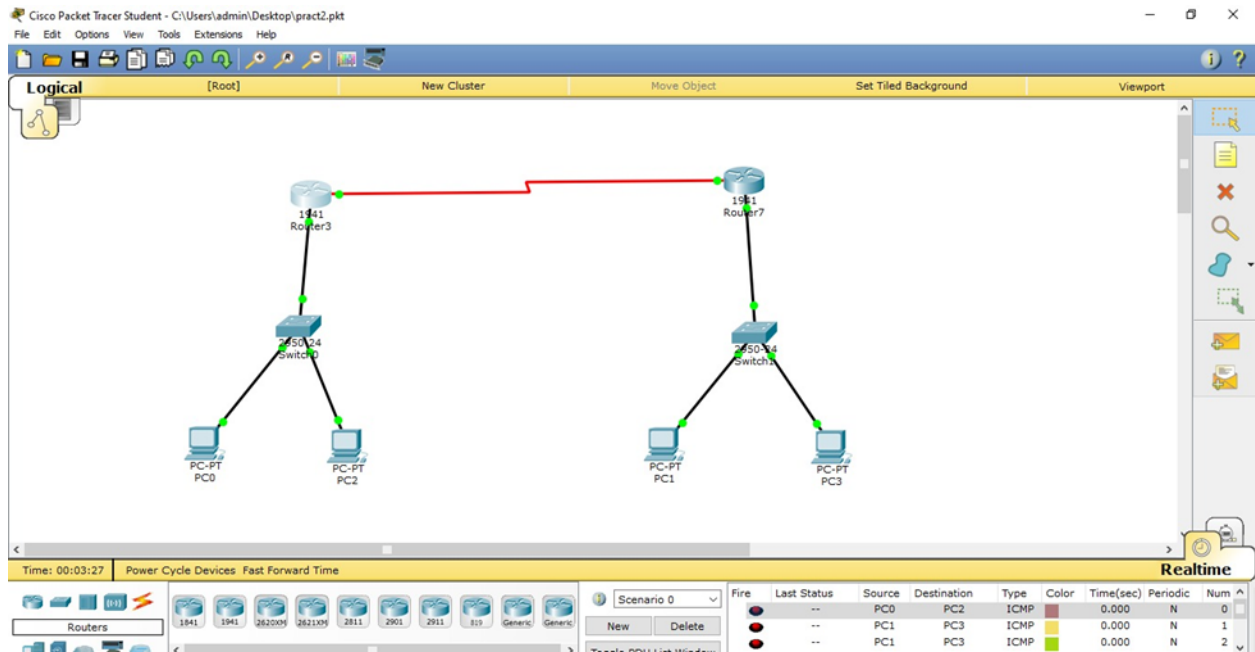 Cisco Packet Tracer Student - C:\Users\admin\Desktop\pract2.pkt
File Edit Options View Tools Extensions Help
Logical [Root] New Cluster Move Object Set Tiled Background Viewport
1941
Router3
1941
Router7
2950-24
Switch0
2950-24
Switch1
PC-PT
PC0
PC-PT
PC2
PC-PT
PC1
PC-PT
PC3
Time: 00:03:27 Power Cycle Devices Fast Forward Time Realtime
Routers
1841 1941 2620XM 2621XM 2811 2901 2911 819 Generic Generic
Scenario 0
New Delete
Toggle PDU List Window
Fire Last Status Source Destination Type Color Time(sec) Periodic Num
-- PC0 PC2 ICMP 0.000 N 0
-- PC1 PC3 ICMP 0.000 N 1
-- PC1 PC3 ICMP 0.000 N 2